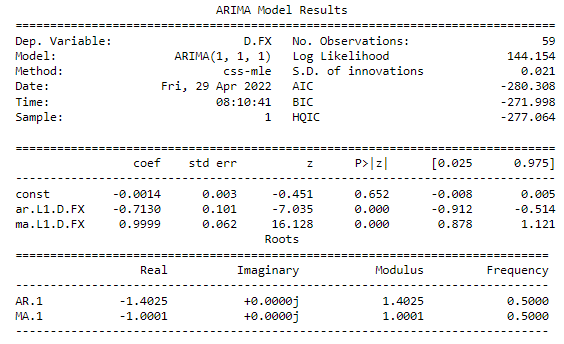 ARIMA Model Results
==============================================================================
Dep. Variable: D.FX No. Observations: 59
Model: ARIMA(1, 1, 1) Log Likelihood 144.154
Method: css-mle S.D. of innovations 0.021
Date: Fri, 29 Apr 2022 AIC -280.308
Time: 08:10:41 BIC -271.998
Sample: 1 HQIC -277.064
==============================================================================
coef std err z P>|z| [0.025 0.975]
------------------------------------------------------------------------------
const -0.0014 0.003 -0.451 0.652 -0.008 0.005
ar.L1.D.FX -0.7130 0.101 -7.035 0.000 -0.912 -0.514
ma.L1.D.FX 0.9999 0.062 16.128 0.000 0.878 1.121
Roots
=============================================================================
Real Imaginary Modulus Frequency
-----------------------------------------------------------------------------
AR.1 -1.4025 +0.0000j 1.4025 0.5000
MA.1 -1.0001 +0.0000j 1.0001 0.5000
-----------------------------------------------------------------------------